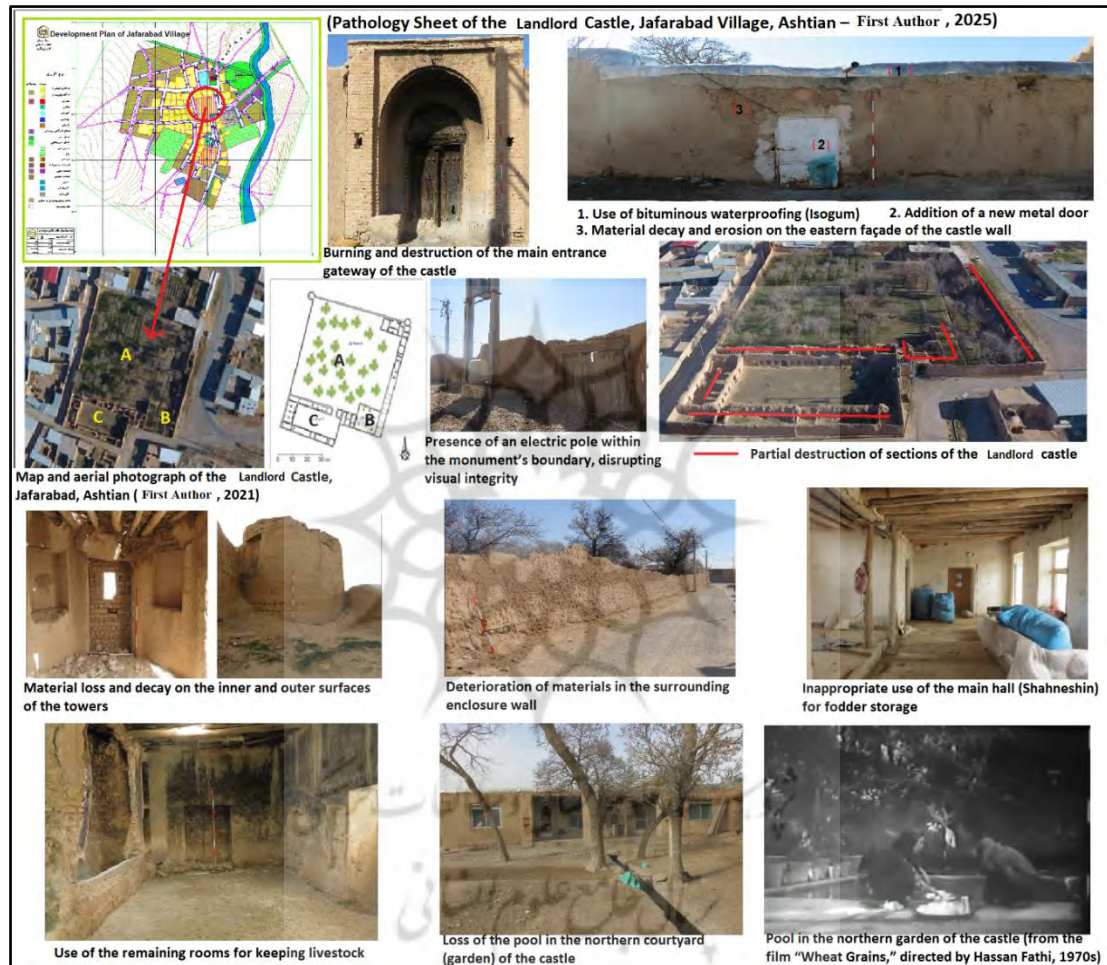 Development Plan of Jafarabad Village
(Pathology Sheet of the Landlord Castle, Jafarabad Village, Ashtian – First Author , 2025)
1
3
2
1. Use of bituminous waterproofing (Isogum)
2. Addition of a new metal door
3. Material decay and erosion on the eastern façade of the castle wall
Burning and destruction of the main entrance
gateway of the castle
A
C
B
A
C
B
Map and aerial photograph of the Landlord Castle,
Jafarabad, Ashtian ( First Author , 2021)
Presence of an electric pole within
the monument's boundary, disrupting
visual integrity
Partial destruction of sections of the Landlord castle
Material loss and decay on the inner and outer surfaces
of the towers
Deterioration of materials in the surrounding
enclosure wall
Inappropriate use of the main hall (Shahneshin)
for fodder storage
Use of the remaining rooms for keeping livestock
Loss of the pool in the northern courtyard
(garden) of the castle
Pool in the northern garden of the castle (from the
film “Wheat Grains,” directed by Hassan Fathi, 1970s)